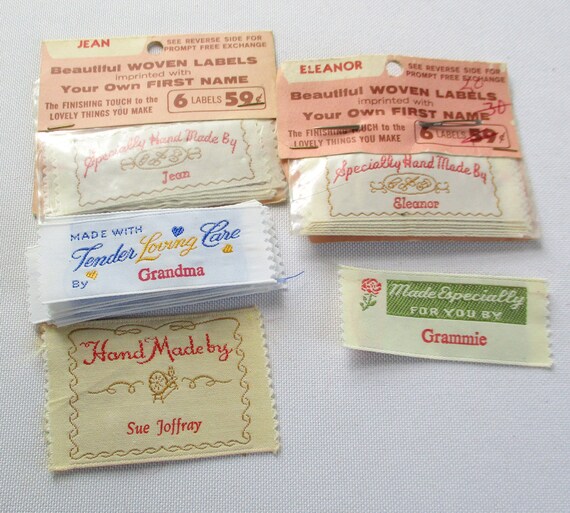 JEAN
SEE REVERSE SIDE FOR
PROMPT FREE EXCHANGE
Beautiful WOVEN LABELS
imprinted with
Your Own FIRST NAME
The FINISHING TOUCH to the
LOVELY THINGS YOU MAKE
6 LABELS 59¢
Specially Hand Made By
Jean
ELEANOR
SEE REVERSE SIDE FOR
PROMPT FREE EXCHANGE
Beautiful WOVEN LABELS
20
imprinted with
30
Your Own FIRST NAME
The FINISHING TOUCH to the
LOVELY THINGS YOU MAKE
6 LABELS 59¢
Specially Hand Made By
Eleanor
MADE WITH
Tender Loving Care
By Grandma
Made Especially
FOR YOU BY
Grammie
Hand Made by
Sue Joffray